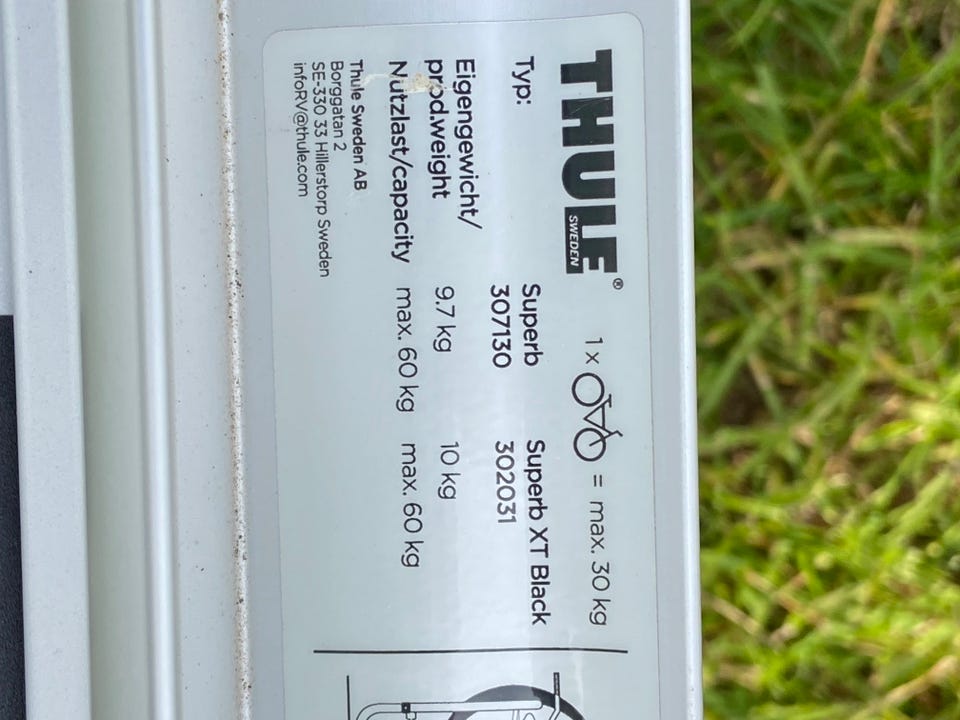 THULE®
SWEDEN
1 x = max. 30 kg
Typ: Superb Superb XT Black
307130 302031
Eigengewicht/
prod.weight 9.7 kg 10 kg
Nutzlast/capacity max. 60 kg max. 60 kg
Thule Sweden AB
Borggatan 2
SE-330 33 Hillerstorp Sweden
infoRV@thule.com